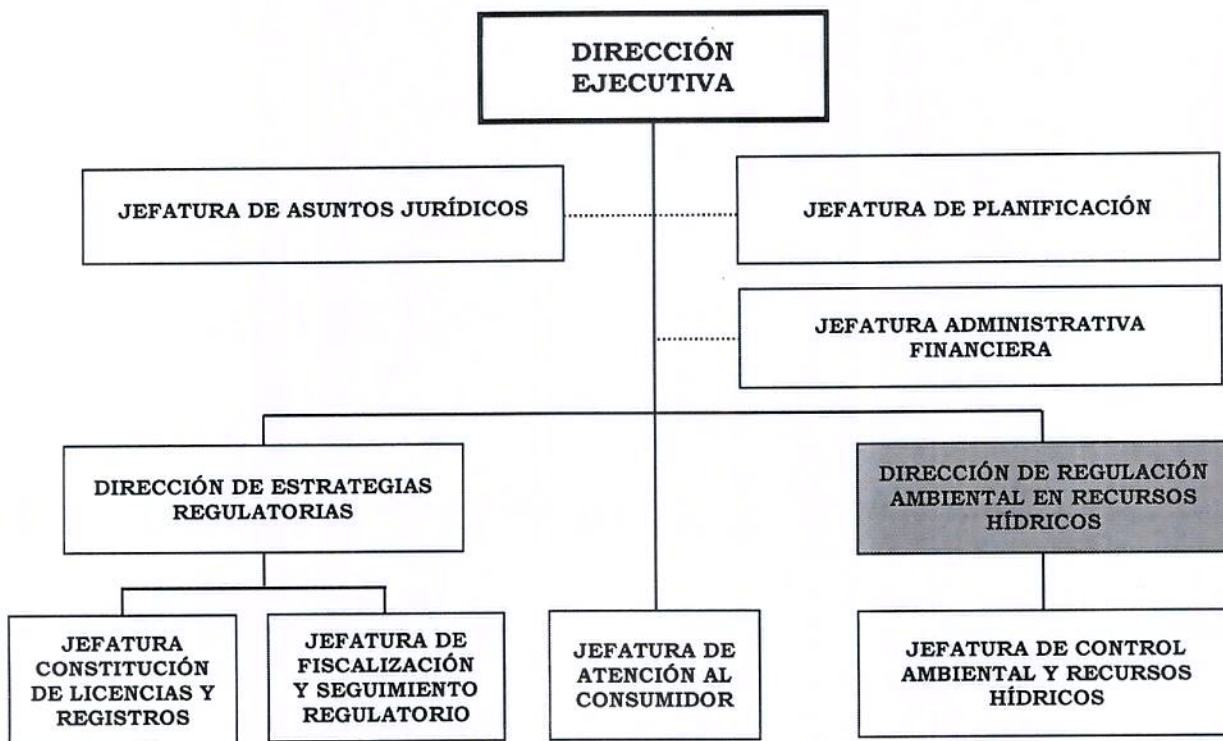 DIRECCIÓN
EJECUTIVA
JEFATURA DE ASUNTOS JURÍDICOS
JEFATURA DE PLANIFICACIÓN
JEFATURA ADMINISTRATIVA
FINANCIERA
DIRECCIÓN DE ESTRATEGIAS
REGULATORIAS
DIRECCIÓN DE REGULACIÓN
AMBIENTAL EN RECURSOS
HÍDRICOS
JEFATURA
CONSTITUCIÓN
DE LICENCIAS Y
REGISTROS
JEFATURA DE
FISCALIZACIÓN
Y SEGUIMIENTO
REGULATORIO
JEFATURA DE
ATENCIÓN AL
CONSUMIDOR
JEFATURA DE CONTROL
AMBIENTAL Y RECURSOS
HÍDRICOS